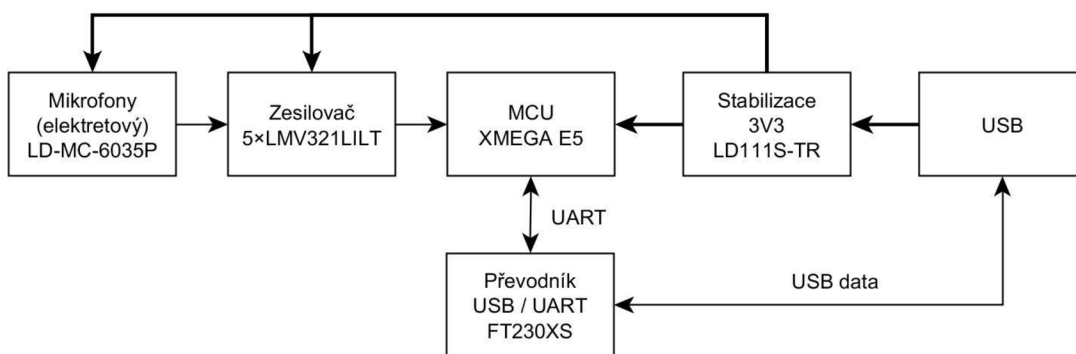 Mikrofony
(elektretový)
LD-MC-6035P
Zesilovač
5×LMV321LILT
MCU
XMEGA E5
Stabilizace
3V3
LD111S-TR
USB
UART
Převodník
USB / UART
FT230XS
USB data